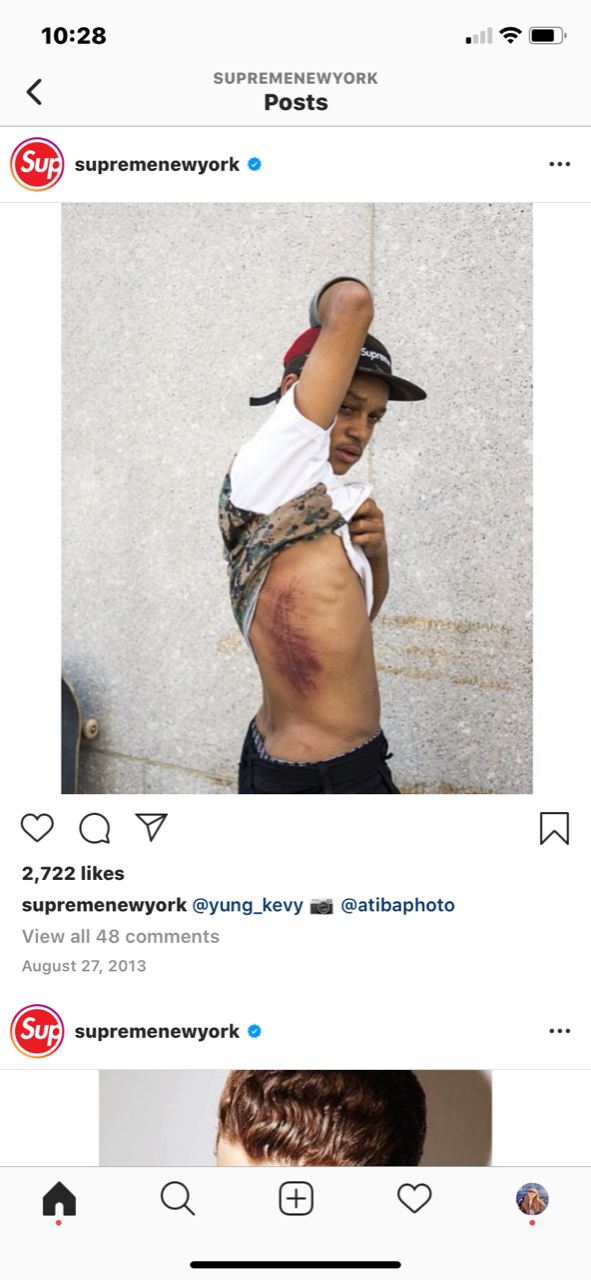 10:28
SUPREMENEWYORK
Posts
Sup
supremenewyork
Supreme
2,722 likes
supremenewyork @yung_kevy 📷 @atibaphoto
View all 48 comments
August 27, 2013
Sup
supremenewyork